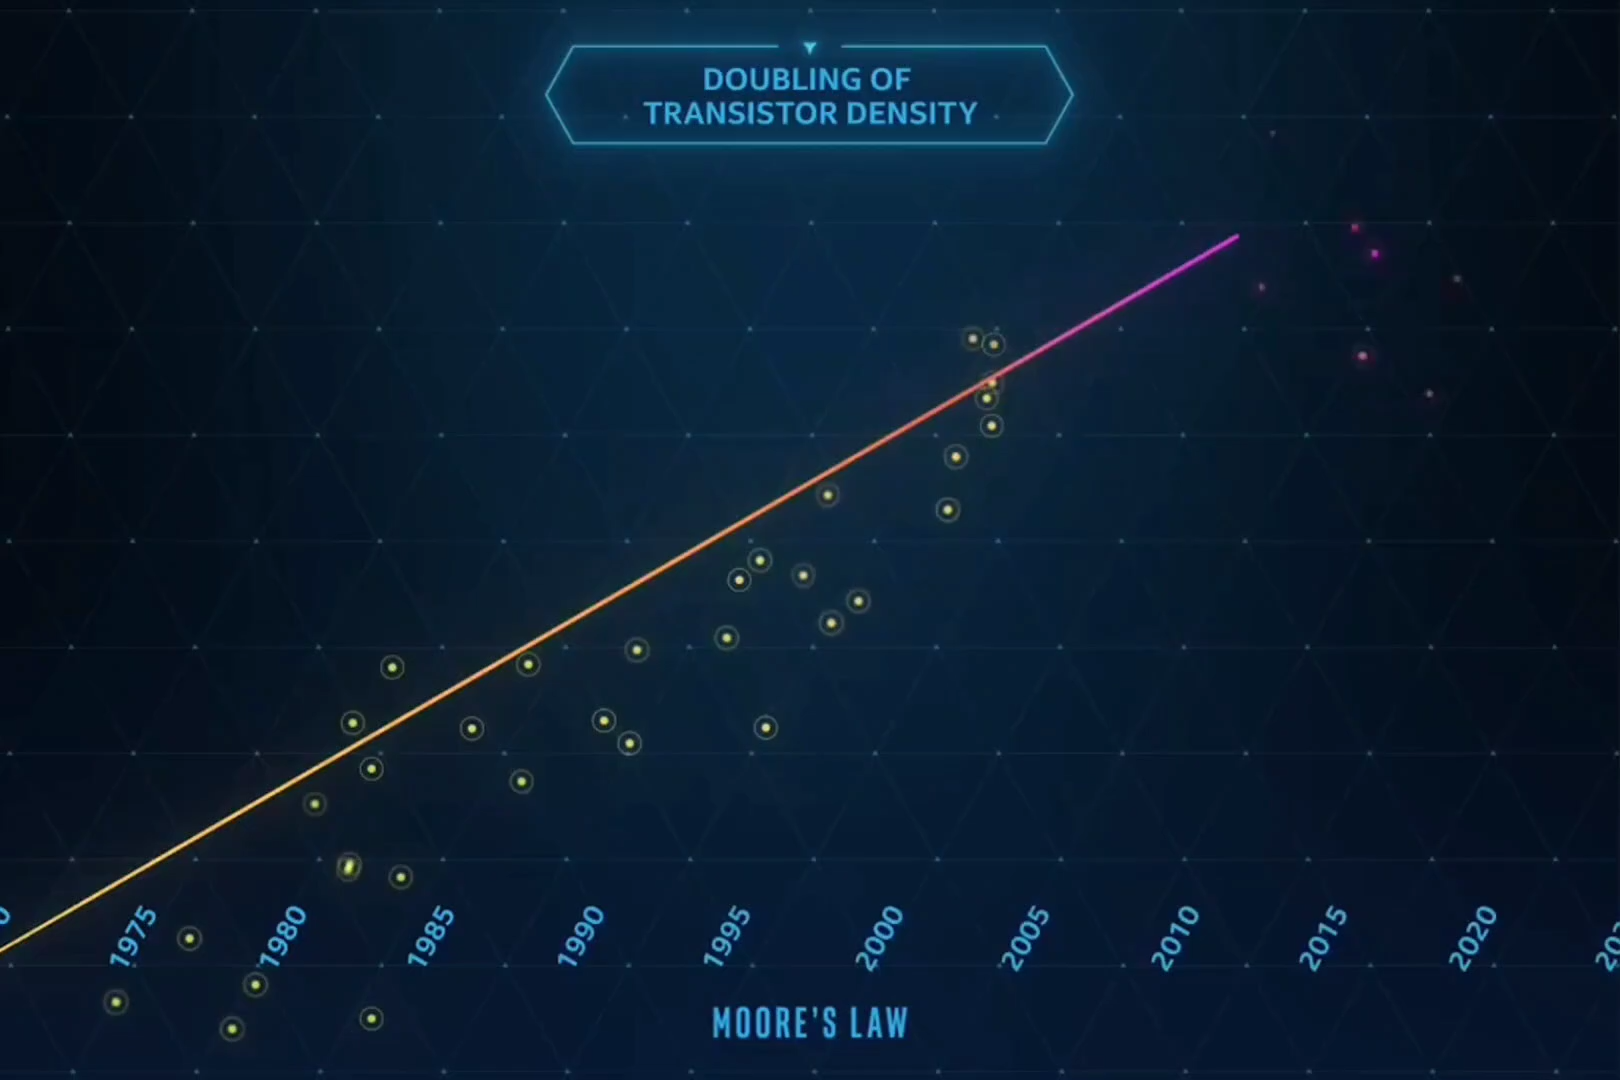 DOUBLING OF
TRANSISTOR DENSITY
1975 1980 1985 1990 1995 2000 2005 2010 2015 2020
MOORE'S LAW